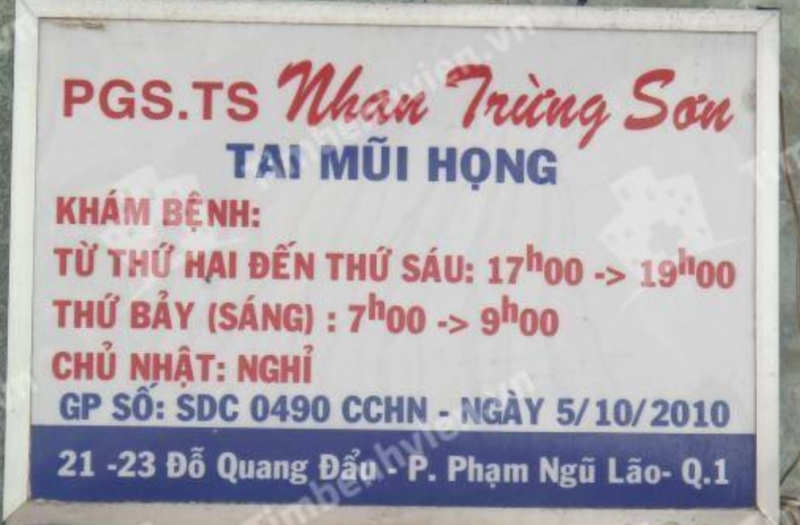 PGS.TS Nhan Trừng Sơn
TAI MŨI HỌNG
KHÁM BỆNH:
TỪ THỨ HAI ĐẾN THỨ SÁU: 17h00 -> 19h00
THỨ BẢY (SÁNG) : 7h00 -> 9h00
CHỦ NHẬT: NGHỈ
GP SỐ: SDC 0490 CCHN - NGÀY 5/10/2010
21 -23 Đỗ Quang Đẩu - P. Phạm Ngũ Lão- Q.1
Timbenhvien.vn